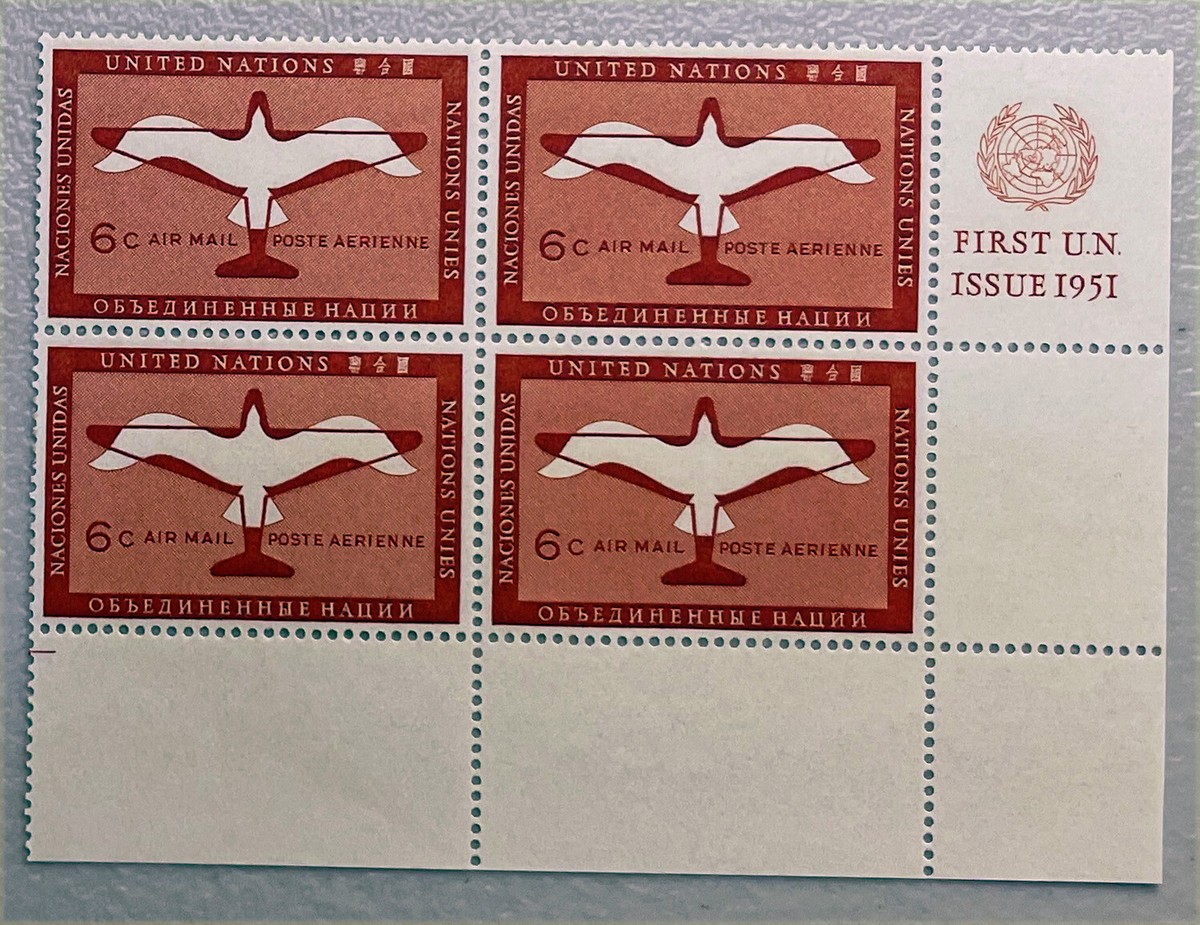 UNITED NATIONS 聯合國
NACIONES UNIDAS
NATIONS UNIES
6C AIR MAIL POSTE AERIENNE
ОБЪЕДИНЕННЫЕ НАЦИИ
UNITED NATIONS 聯合國
NACIONES UNIDAS
NATIONS UNIES
6C AIR MAIL POSTE AERIENNE
ОБЪЕДИНЕННЫЕ НАЦИИ
FIRST U.N.
ISSUE 1951
UNITED NATIONS 聯合國
NACIONES UNIDAS
NATIONS UNIES
6C AIR MAIL POSTE AERIENNE
ОБЪЕДИНЕННЫЕ НАЦИИ
UNITED NATIONS 聯合國
NACIONES UNIDAS
NATIONS UNIES
6C AIR MAIL POSTE AERIENNE
ОБЪЕДИНЕННЫЕ НАЦИИ